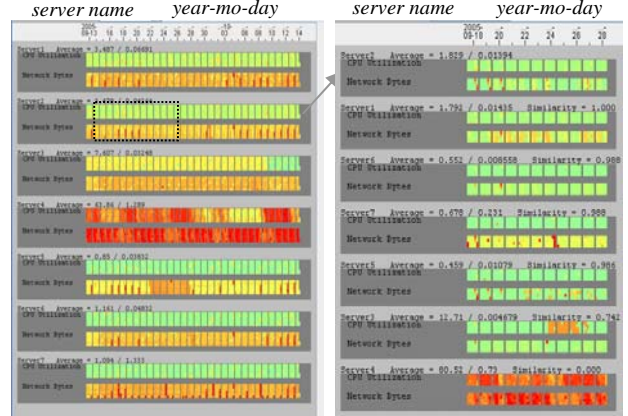 server name year-mo-day
2005-
09-13 16 18 20 22 24 26 28 30 04 06 08 10 12 14
Server1 Average = 3.487 / 0.06691
CPU Utilization
Network Bytes
Server2
CPU Utilization
Network Bytes
Server3 Average = 7.607 / 0.03248
CPU Utilization
Network Bytes
Server4 Average = 63.86 / 1.289
CPU Utilization
Network Bytes
Server5 Average = 0.85 / 0.03652
CPU Utilization
Network Bytes
Server6 Average = 1.161 / 0.04832
CPU Utilization
Network Bytes
Server7 Average = 1.094 / 1.333
CPU Utilization
Network Bytes
server name year-mo-day
2005-
09-18 20 22 24 26 28
Server2 Average = 1.829 / 0.01394
CPU Utilization
Network Bytes
Server1 Average = 1.792 / 0.01435 Similarity = 1.000
CPU Utilization
Network Bytes
Server6 Average = 0.552 / 0.008558 Similarity = 0.988
CPU Utilization
Network Bytes
Server7 Average = 0.678 / 0.231 Similarity = 0.988
CPU Utilization
Network Bytes
Server5 Average = 0.459 / 0.01079 Similarity = 0.986
CPU Utilization
Network Bytes
Server3 Average = 12.71 / 0.004679 Similarity = 0.742
CPU Utilization
Network Bytes
Server4 Average = 80.52 / 0.73 Similarity = 0.000
CPU Utilization
Network Bytes